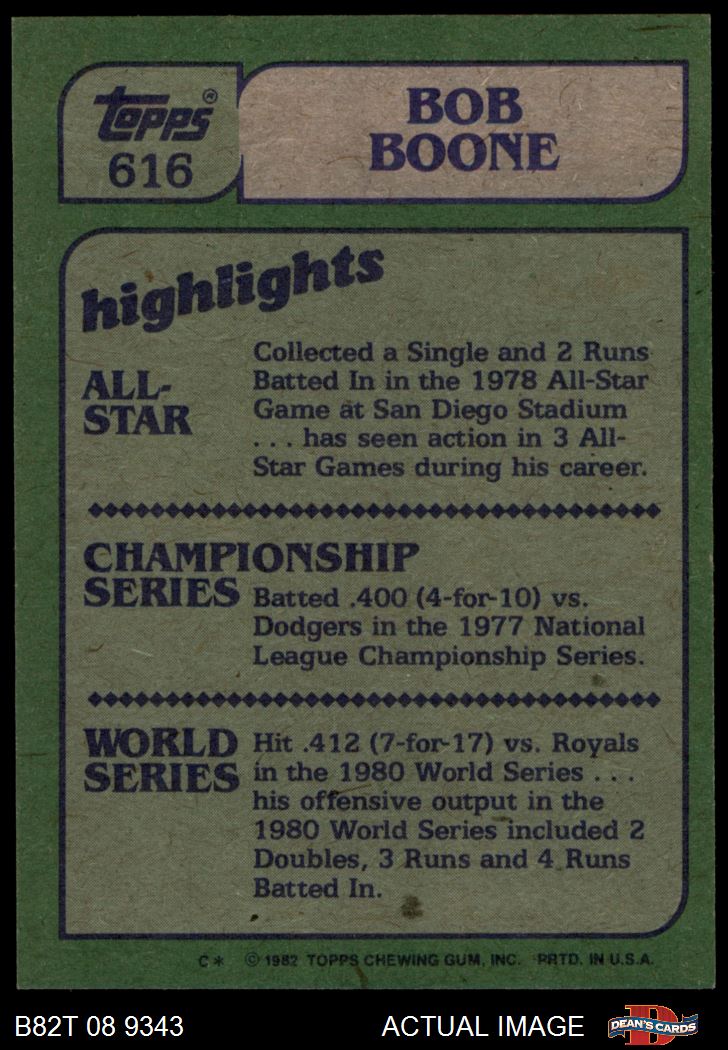 Topps®
616
BOB
BOONE
highlights
ALL-
STAR
Collected a Single and 2 Runs
Batted In in the 1978 All-Star
Game at San Diego Stadium
. . . has seen action in 3 All-
Star Games during his career.
CHAMPIONSHIP
SERIES
Batted .400 (4-for-10) vs.
Dodgers in the 1977 National
League Championship Series.
WORLD
SERIES
Hit .412 (7-for-17) vs. Royals
in the 1980 World Series . . .
his offensive output in the
1980 World Series included 2
Doubles, 3 Runs and 4 Runs
Batted In.
C* © 1982 TOPPS CHEWING GUM, INC. PRTD. IN U.S.A.
B82T 08 9343 ACTUAL IMAGE D DEAN'S CARDS